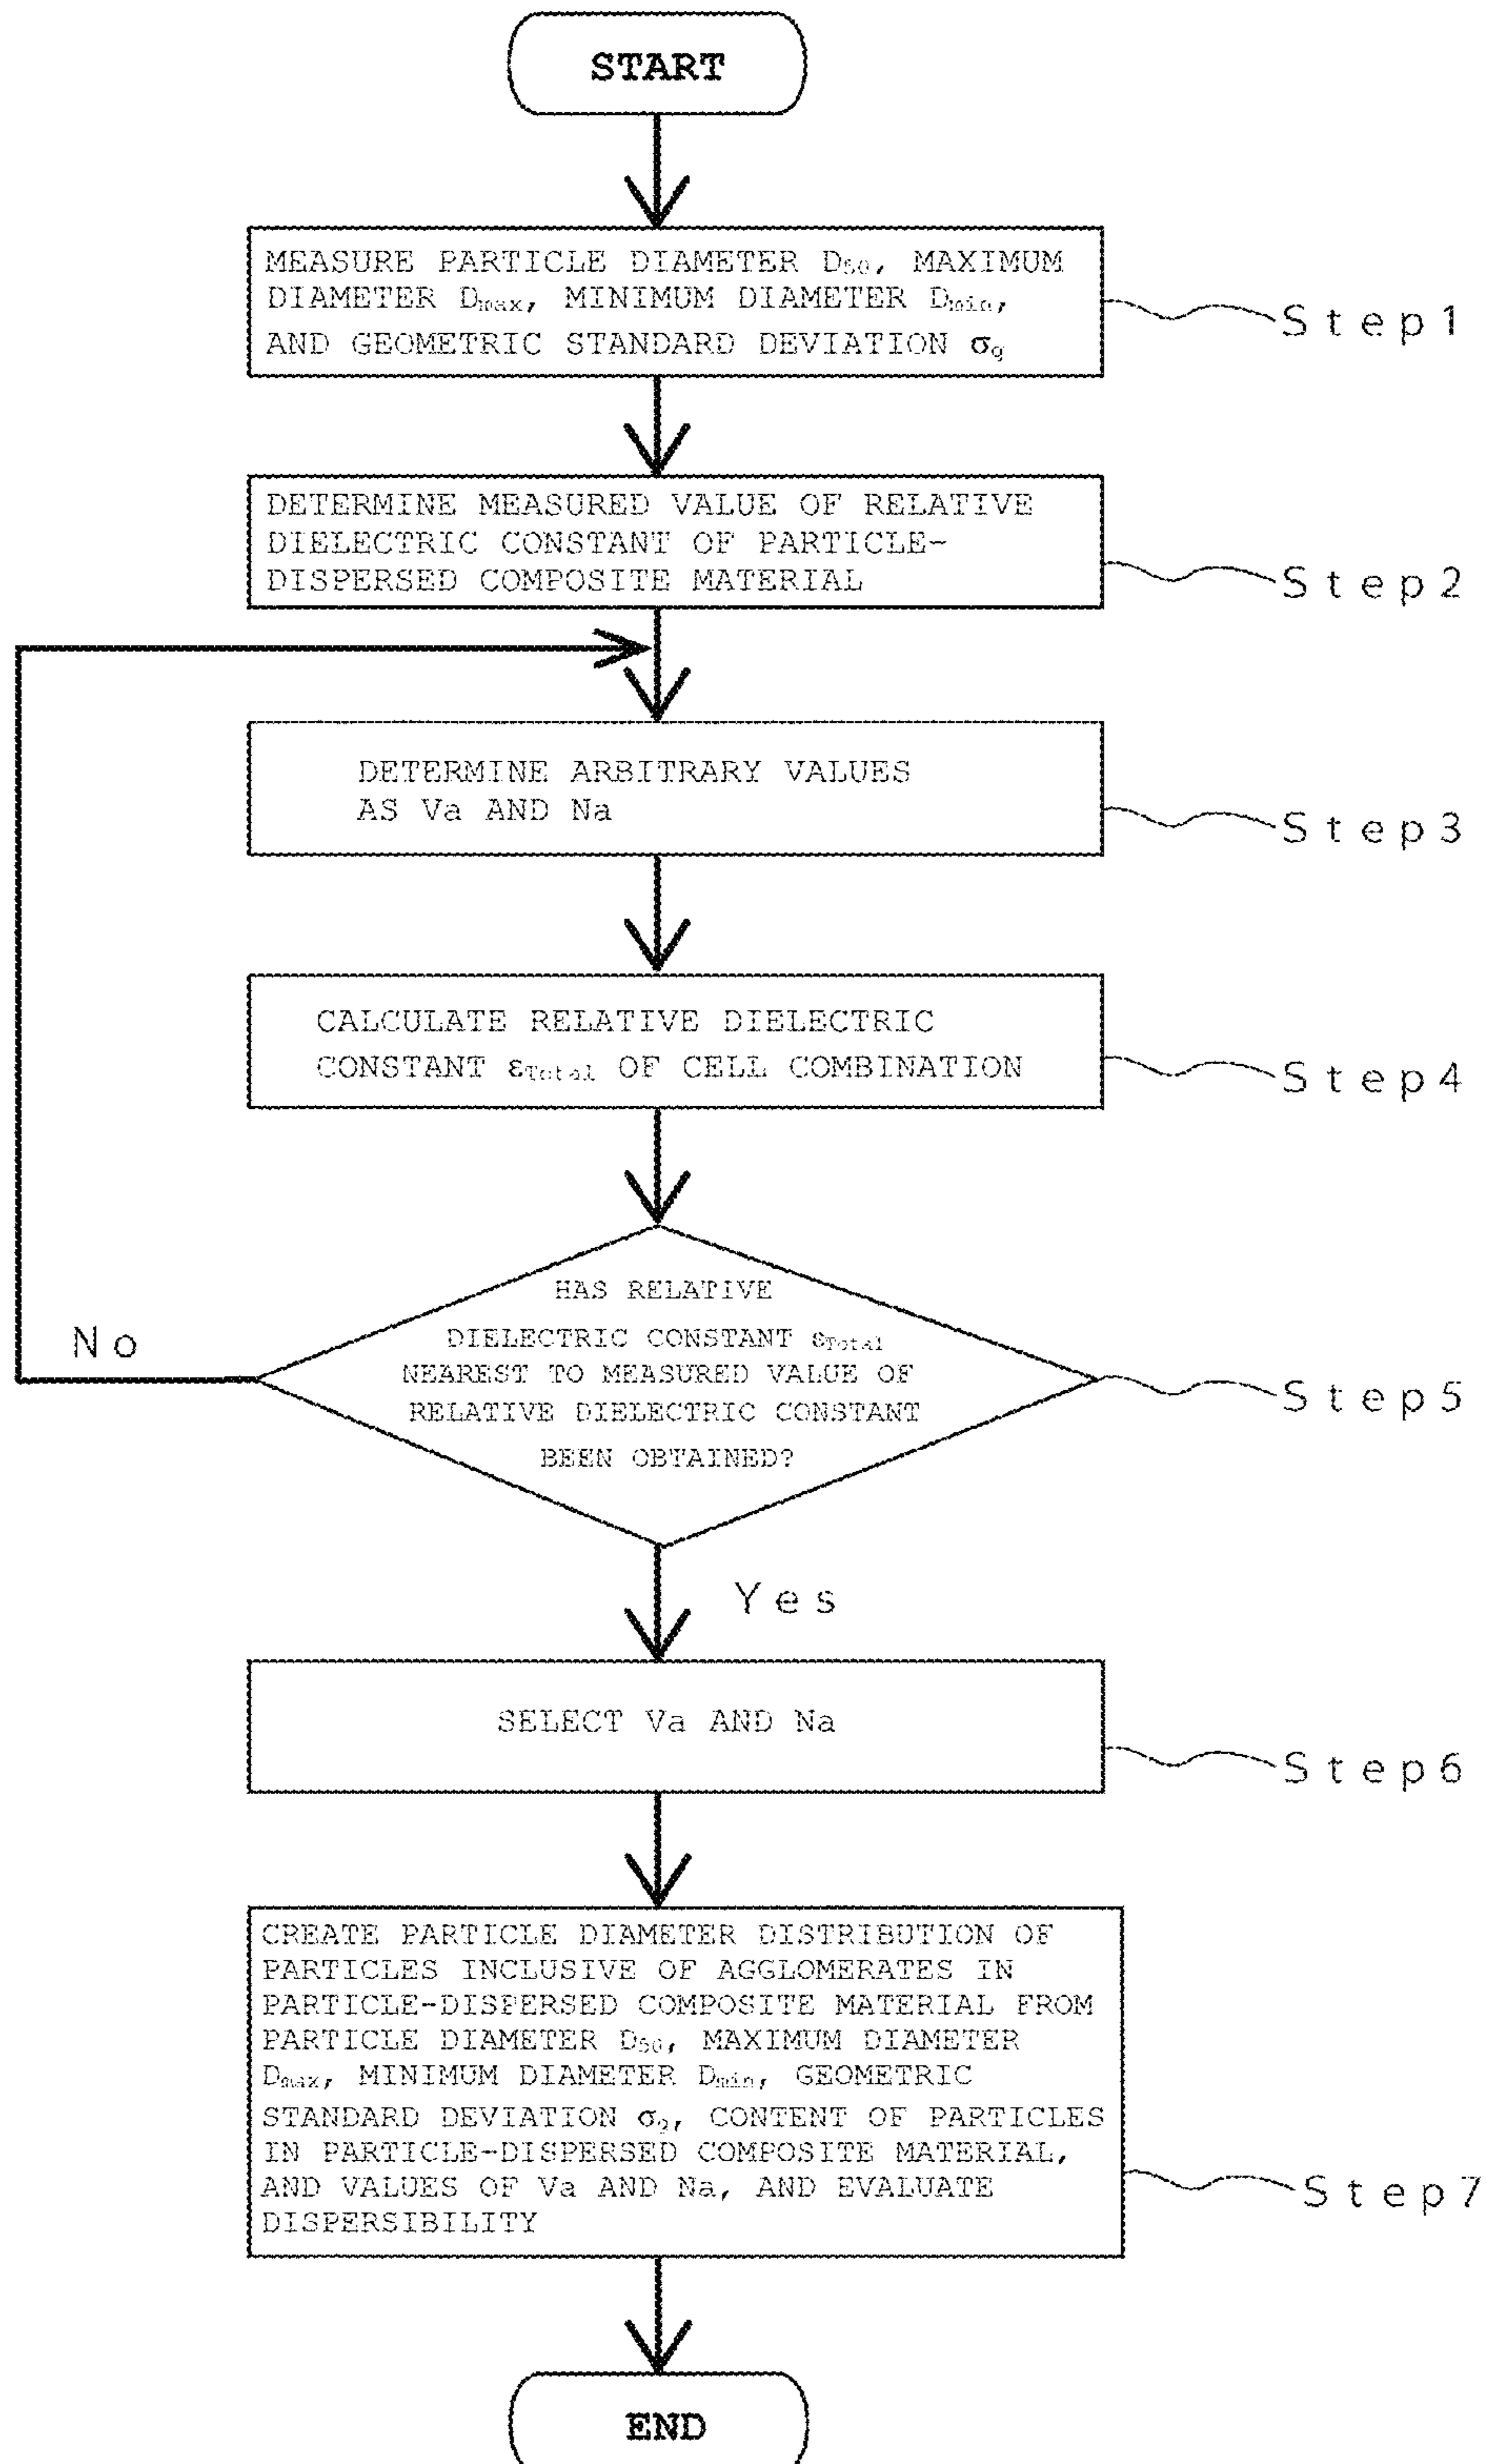 START
MEASURE PARTICLE DIAMETER D50, MAXIMUM
DIAMETER Dmax, MINIMUM DIAMETER Dmin,
AND GEOMETRIC STANDARD DEVIATION σg
Step1
DETERMINE MEASURED VALUE OF RELATIVE
DIELECTRIC CONSTANT OF PARTICLE-
DISPERSED COMPOSITE MATERIAL
Step2
DETERMINE ARBITRARY VALUES
AS Va AND Na
Step3
CALCULATE RELATIVE DIELECTRIC
CONSTANT εTotal OF CELL COMBINATION
Step4
HAS RELATIVE
DIELECTRIC CONSTANT εTotal
NEAREST TO MEASURED VALUE OF
RELATIVE DIELECTRIC CONSTANT
BEEN OBTAINED?
No
Step5
Yes
SELECT Va AND Na
Step6
CREATE PARTICLE DIAMETER DISTRIBUTION OF
PARTICLES INCLUSIVE OF AGGLOMERATES IN
PARTICLE-DISPERSED COMPOSITE MATERIAL FROM
PARTICLE DIAMETER D50, MAXIMUM DIAMETER
Dmax, MINIMUM DIAMETER Dmin, GEOMETRIC
STANDARD DEVIATION σg, CONTENT OF PARTICLES
IN PARTICLE-DISPERSED COMPOSITE MATERIAL,
AND VALUES OF Va AND Na, AND EVALUATE
DISPERSIBILITY
Step7
END